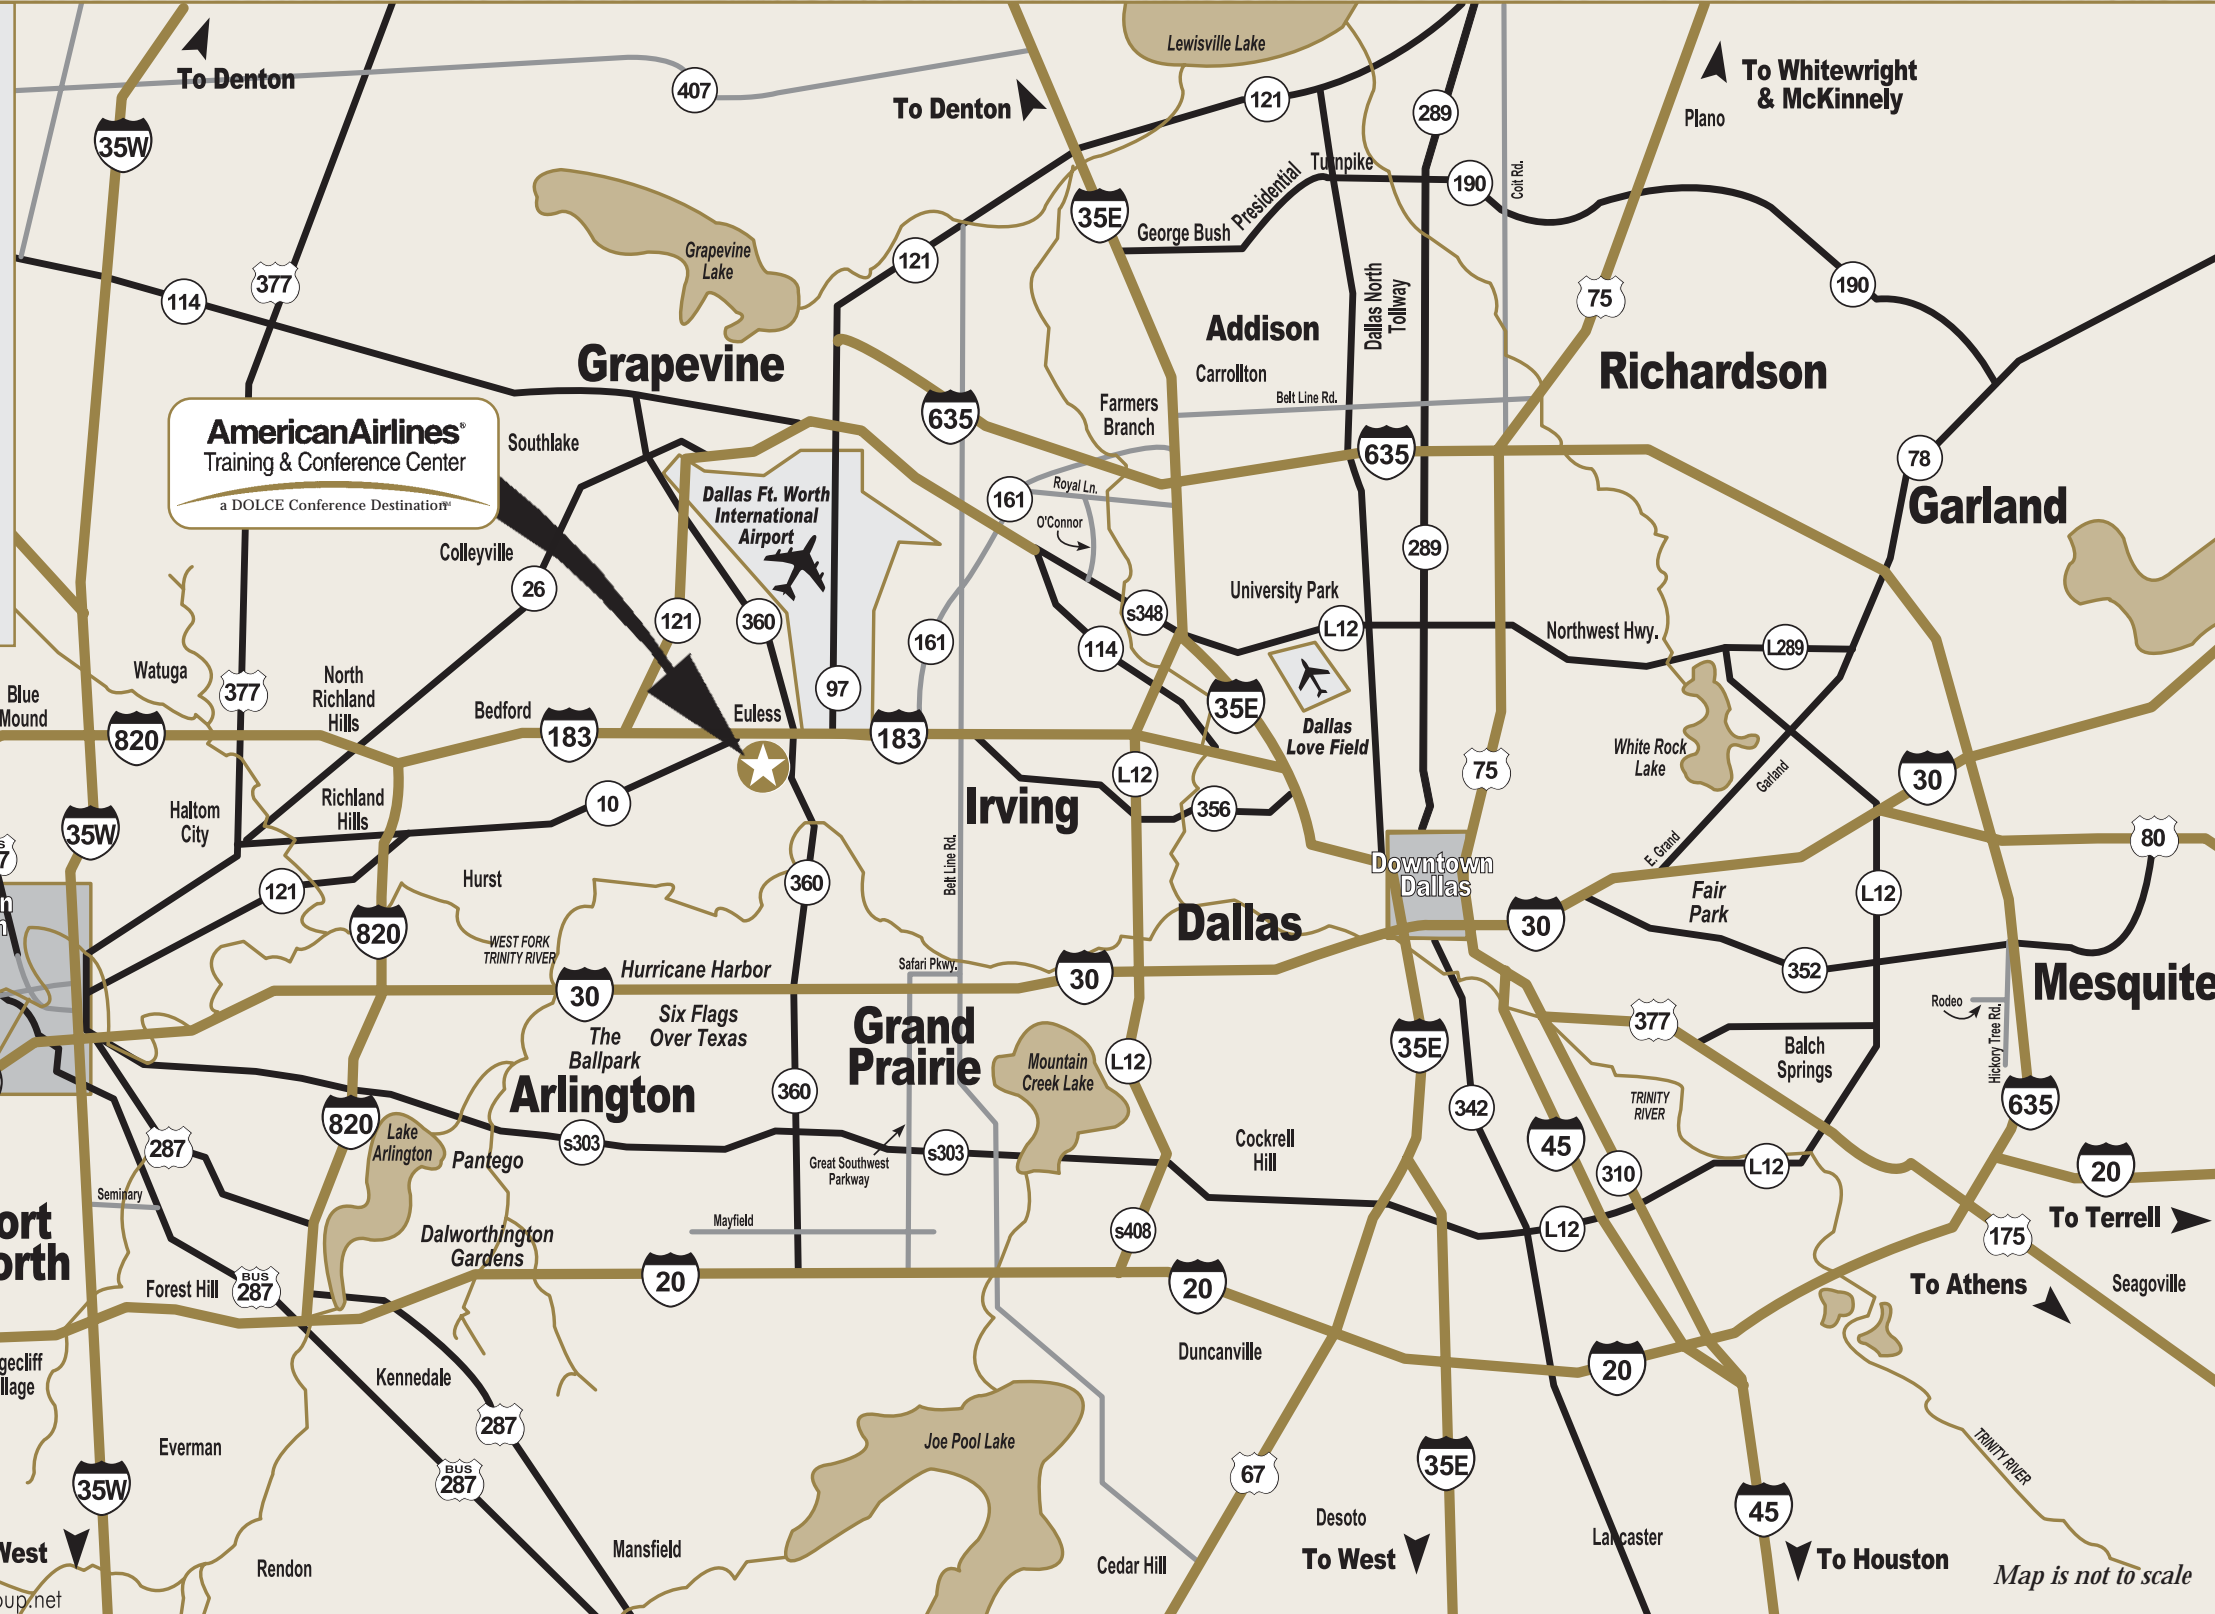 Lewisville Lake
To Denton
407
To Denton
121
289
To Whitewright
& McKinnely
Plano
35W
Turnpike
190
Coit Rd.
Presidential
35E
George Bush
Grapevine
Lake
121
377
114
75
190
Dallas North
Tollway
Addison
Grapevine
Carrollton
Richardson
Belt Line Rd.
Farmers
Branch
635
AmericanAirlines®
Training & Conference Center
a DOLCE Conference Destination
Southlake
635
78
Garland
Dallas Ft. Worth
International
Airport
161
Royal Ln.
O'Connor
Colleyville
289
26
University Park
121
360
s348
L12
Northwest Hwy.
161
114
L289
Watuga
North
Richland
Hills
377
Blue
Mound
97
Bedford
Euless
35E
820
183
183
Dallas
Love Field
White Rock
Lake
75
L12
30
Garland
Haltom
City
Richland
Hills
10
Irving
356
35W
80
E. Grand
Belt Line Rd.
Downtown
Dallas
Hurst
360
121
Fair
Park
L12
820
Dallas
30
WEST FORK
TRINITY RIVER
Safari Pkwy.
Hurricane Harbor
30
30
352
Mesquite
Rodeo
Hickory Tree Rd.
Six Flags
Over Texas
The
Ballpark
Grand
Prairie
377
35E
Balch
Springs
L12
Mountain
Creek Lake
Arlington
360
342
TRINITY
RIVER
635
820
Lake
Arlington
s303
s303
Cockrell
Hill
45
287
Pantego
Great Southwest
Parkway
310
L12
20
Seminary
Mayfield
Dalworthington
Gardens
s408
L12
175
To Terrell
Forest Hill
BUS
287
20
20
To Athens
Seagoville
Duncanville
20
Kennedale
287
Everman
Joe Pool Lake
TRINITY RIVER
35W
BUS
287
67
35E
45
Desoto
Lancaster
Mansfield
Cedar Hill
To West
To Houston
West
Rendon
Map is not to scale